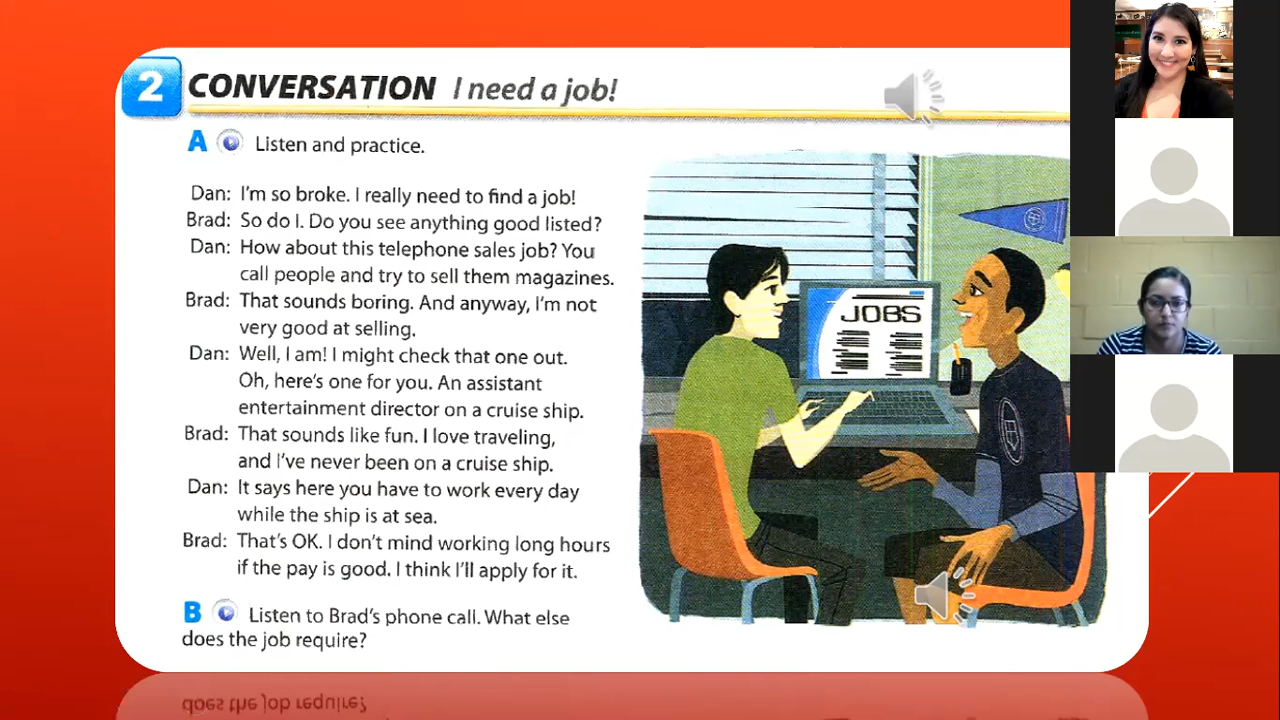 2 CONVERSATION I need a job!
A Listen and practice.
Dan: I'm so broke. I really need to find a job!
Brad: So do I. Do you see anything good listed?
Dan: How about this telephone sales job? You
call people and try to sell them magazines.
Brad: That sounds boring. And anyway, I'm not
very good at selling.
Dan: Well, I am! I might check that one out.
Oh, here's one for you. An assistant
entertainment director on a cruise ship.
Brad: That sounds like fun. I love traveling,
and I've never been on a cruise ship.
Dan: It says here you have to work every day
while the ship is at sea.
Brad: That's OK. I don't mind working long hours
if the pay is good. I think I'll apply for it.
B Listen to Brad's phone call. What else
does the job require?
JOBS
does the job require?